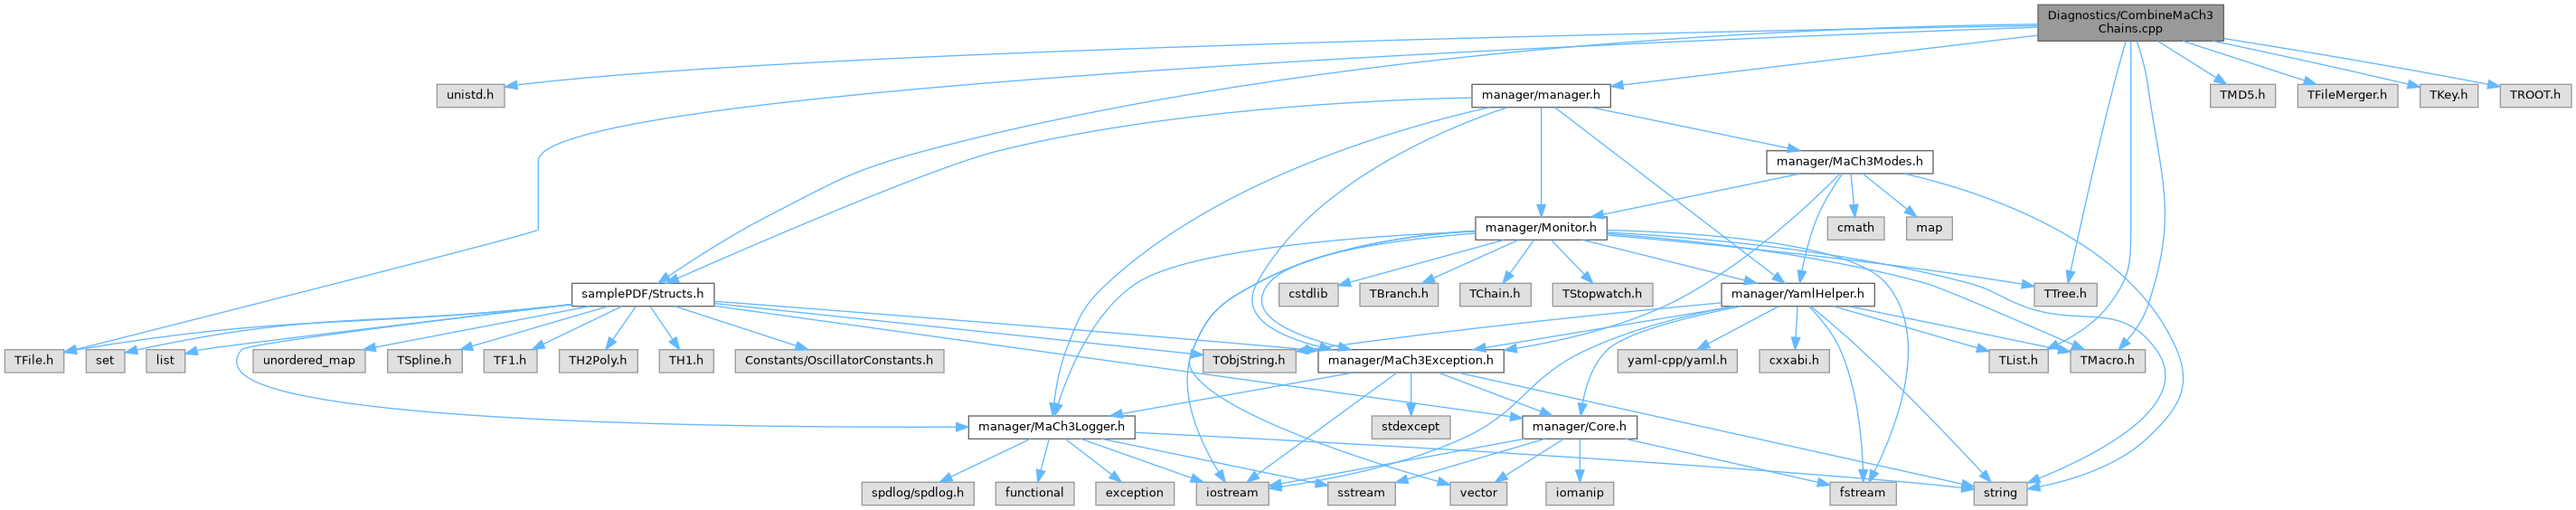 Diagnostics/CombineMaCh3
Chains.cpp
unistd.h
manager/manager.h
TMD5.h
TFileMerger.h
TKey.h
TROOT.h
manager/MaCh3Modes.h
manager/Monitor.h
cmath
map
samplePDF/Structs.h
cstdlib
TBranch.h
TChain.h
TStopwatch.h
manager/YamlHelper.h
TTree.h
TFile.h
set
list
unordered_map
TSpline.h
TF1.h
TH2Poly.h
TH1.h
Constants/OscillatorConstants.h
TObjString.h
manager/MaCh3Exception.h
yaml-cpp/yaml.h
cxxabi.h
TList.h
TMacro.h
manager/MaCh3Logger.h
stdexcept
manager/Core.h
spdlog/spdlog.h
functional
exception
iostream
sstream
vector
iomanip
fstream
string